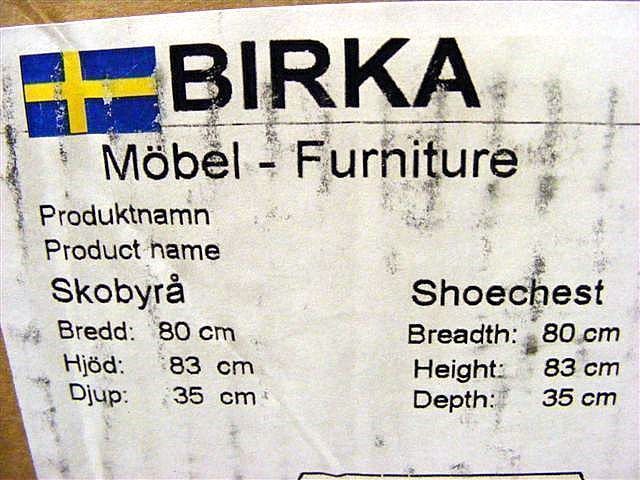 BIRKA
Möbel - Furniture
Produktnamn
Product name
Skobyrå Shoechest
Bredd: 80 cm Breadth: 80 cm
Hjöd: 83 cm Height: 83 cm
Djup: 35 cm Depth: 35 cm